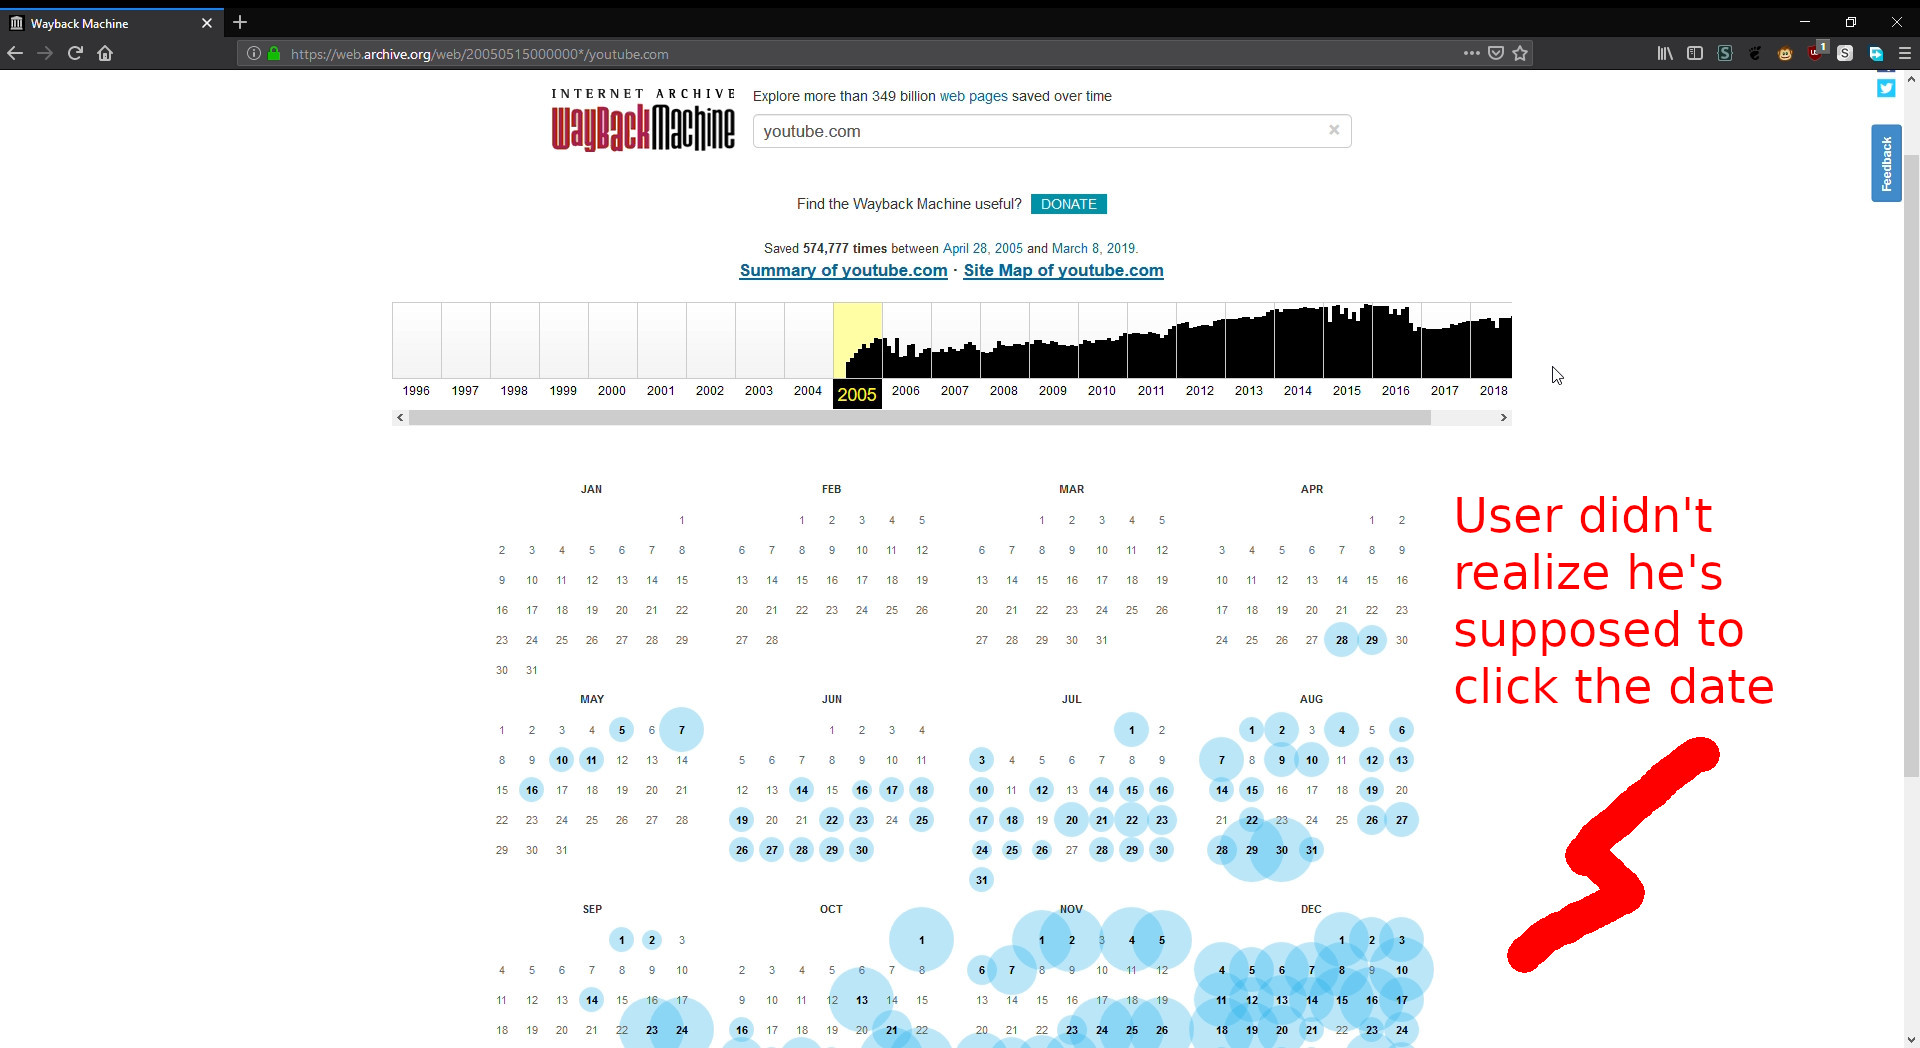 Wayback Machine
https://web.archive.org/web/20050515000000*/youtube.com
1
S
S
INTERNET ARCHIVE
WayBackMachine
Explore more than 349 billion web pages saved over time
youtube.com
Feedback
Find the Wayback Machine useful? DONATE
Saved 574,777 times between April 28, 2005 and March 8, 2019.
Summary of youtube.com · Site Map of youtube.com
1996 1997 1998 1999 2000 2001 2002 2003 2004 2005 2006 2007 2008 2009 2010 2011 2012 2013 2014 2015 2016 2017 2018
JAN FEB MAR APR
1 1 2 3 4 5 1 2 3 4 5 1 2
2 3 4 5 6 7 8 6 7 8 9 10 11 12 6 7 8 9 10 11 12 3 4 5 6 7 8 9
9 10 11 12 13 14 15 13 14 15 16 17 18 19 13 14 15 16 17 18 19 10 11 12 13 14 15 16
16 17 18 19 20 21 22 20 21 22 23 24 25 26 20 21 22 23 24 25 26 17 18 19 20 21 22 23
23 24 25 26 27 28 29 27 28 27 28 29 30 31 24 25 26 27 28 29 30
30 31
User didn't
realize he's
supposed to
click the date
MAY JUN JUL AUG
1 2 3 4 5 6 7 1 2 3 4 1 2 1 2 3 4 5 6
8 9 10 11 12 13 14 5 6 7 8 9 10 11 3 4 5 6 7 8 9 7 8 9 10 11 12 13
15 16 17 18 19 20 21 12 13 14 15 16 17 18 10 11 12 13 14 15 16 14 15 16 17 18 19 20
22 23 24 25 26 27 28 19 20 21 22 23 24 25 17 18 19 20 21 22 23 21 22 23 24 25 26 27
29 30 31 26 27 28 29 30 24 25 26 27 28 29 30 28 29 30 31
31
SEP OCT NOV DEC
1 2 3 1 1 2 3 4 5 1 2 3
4 5 6 7 8 9 10 2 3 4 5 6 7 8 6 7 8 9 10 11 12 4 5 6 7 8 9 10
11 12 13 14 15 16 17 9 10 11 12 13 14 15 13 14 15 16 17 18 19 11 12 13 14 15 16 17
18 19 20 21 22 23 24 16 17 18 19 20 21 22 20 21 22 23 24 25 26 18 19 20 21 22 23 24